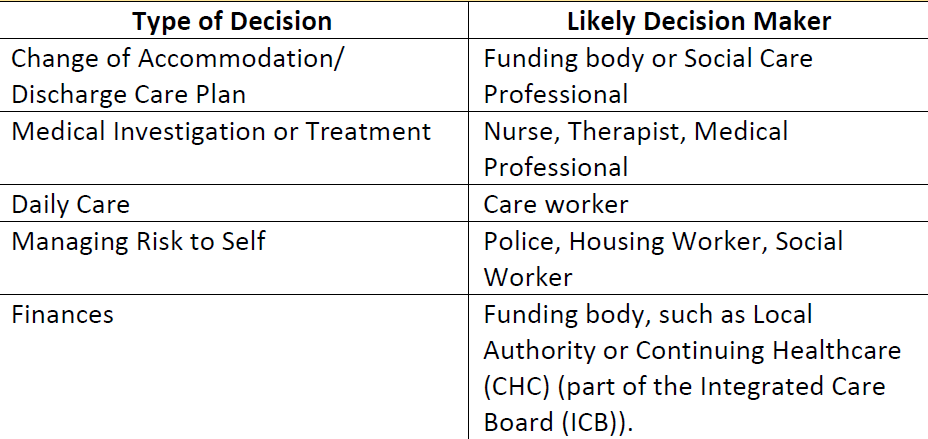 Type of Decision
Likely Decision Maker
Change of Accommodation/
Discharge Care Plan
Funding body or Social Care
Professional
Medical Investigation or Treatment
Nurse, Therapist, Medical
Professional
Daily Care
Care worker
Managing Risk to Self
Police, Housing Worker, Social
Worker
Finances
Funding body, such as Local
Authority or Continuing Healthcare
(CHC) (part of the Integrated Care
Board (ICB)).